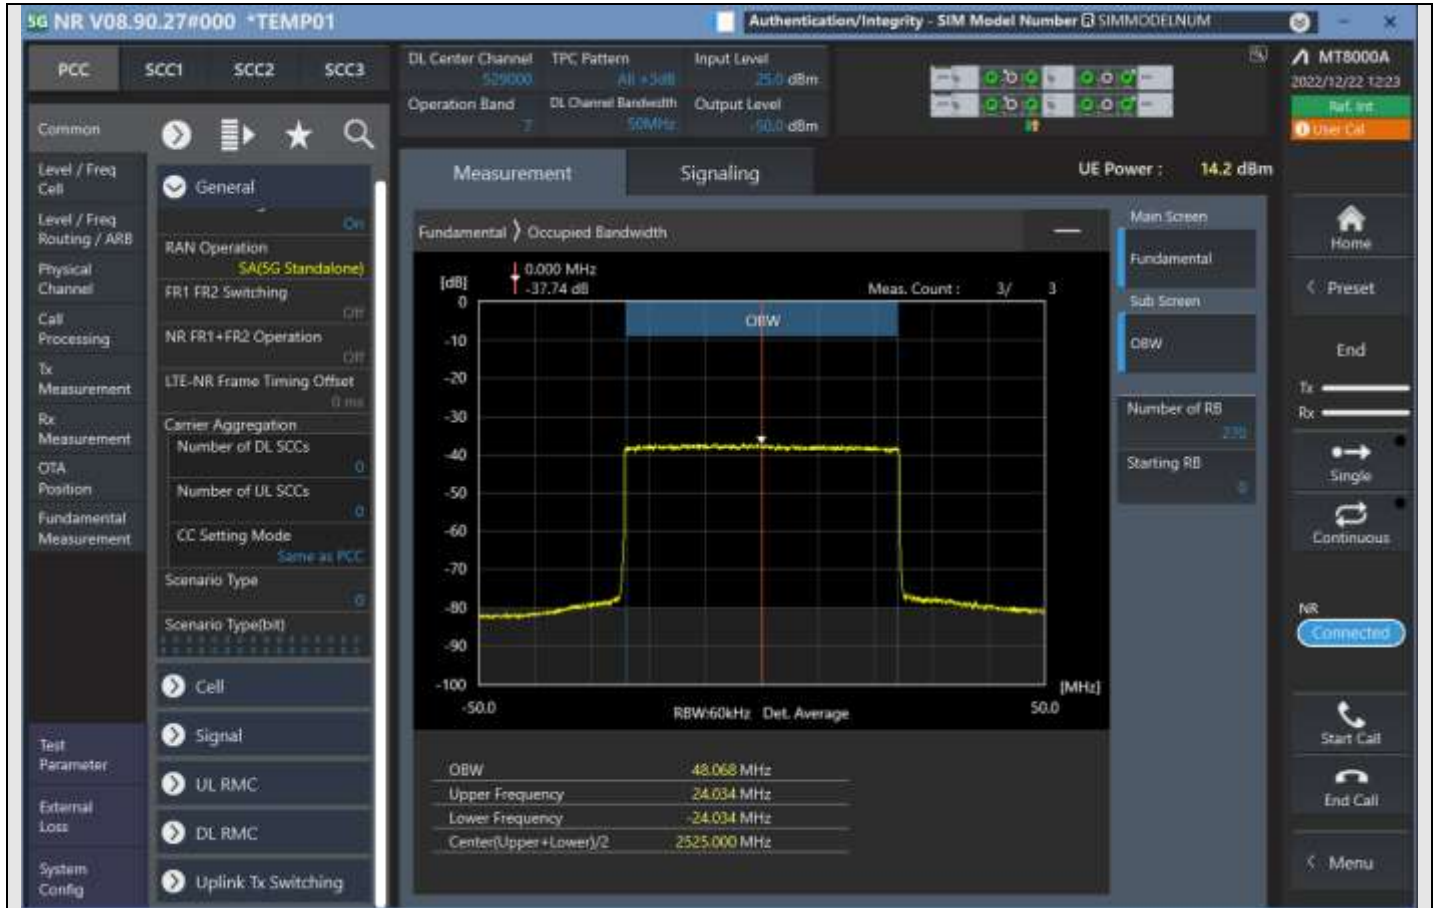 5G NR V08.90.27#000 *TEMP01
Authentication/Integrity - SIM Model Number SIMMODELNUM
PCC SCC1 SCC2 SCC3
DL Center Channel 529000
TPC Pattern All +3dB
Input Level 25.0 dBm
Operation Band 7
DL Channel Bandwidth 50MHz
Output Level -50.0 dBm
MT8000A
2022/12/22 12:23
Ref. Int.
User Cal
Common
Level / Freq
Cell
Level / Freq
Routing / ARB
Physical
Channel
Call
Processing
Tx
Measurement
Rx
Measurement
OTA
Position
Fundamental
Measurement
Test
Parameter
External
Loss
System
Config
General
On
RAN Operation
SA(5G Standalone)
FR1 FR2 Switching
Off
NR FR1+FR2 Operation
Off
LTE-NR Frame Timing Offset
0 ms
Carrier Aggregation
Number of DL SCCs
0
Number of UL SCCs
0
CC Setting Mode
Same as PCC
Scenario Type
0
Scenario Type(bit)
Cell
Signal
UL RMC
DL RMC
Uplink Tx Switching
Measurement Signaling
UE Power : 14.2 dBm
Fundamental Occupied Bandwidth
0.000 MHz
-37.74 dB
Meas. Count : 3/ 3
[dB]
OBW
0
-10
-20
-30
-40
-50
-60
-70
-80
-90
-100
[MHz]
-50.0 RBW:60kHz Det. Average 50.0
OBW 48.068 MHz
Upper Frequency 24.034 MHz
Lower Frequency -24.034 MHz
Center(Upper+Lower)/2 2525.000 MHz
Main Screen
Fundamental
Sub Screen
OBW
Number of RB
270
Starting RB
0
Home
Preset
End
Tx
Rx
Single
Continuous
NR
Connected
Start Call
End Call
Menu